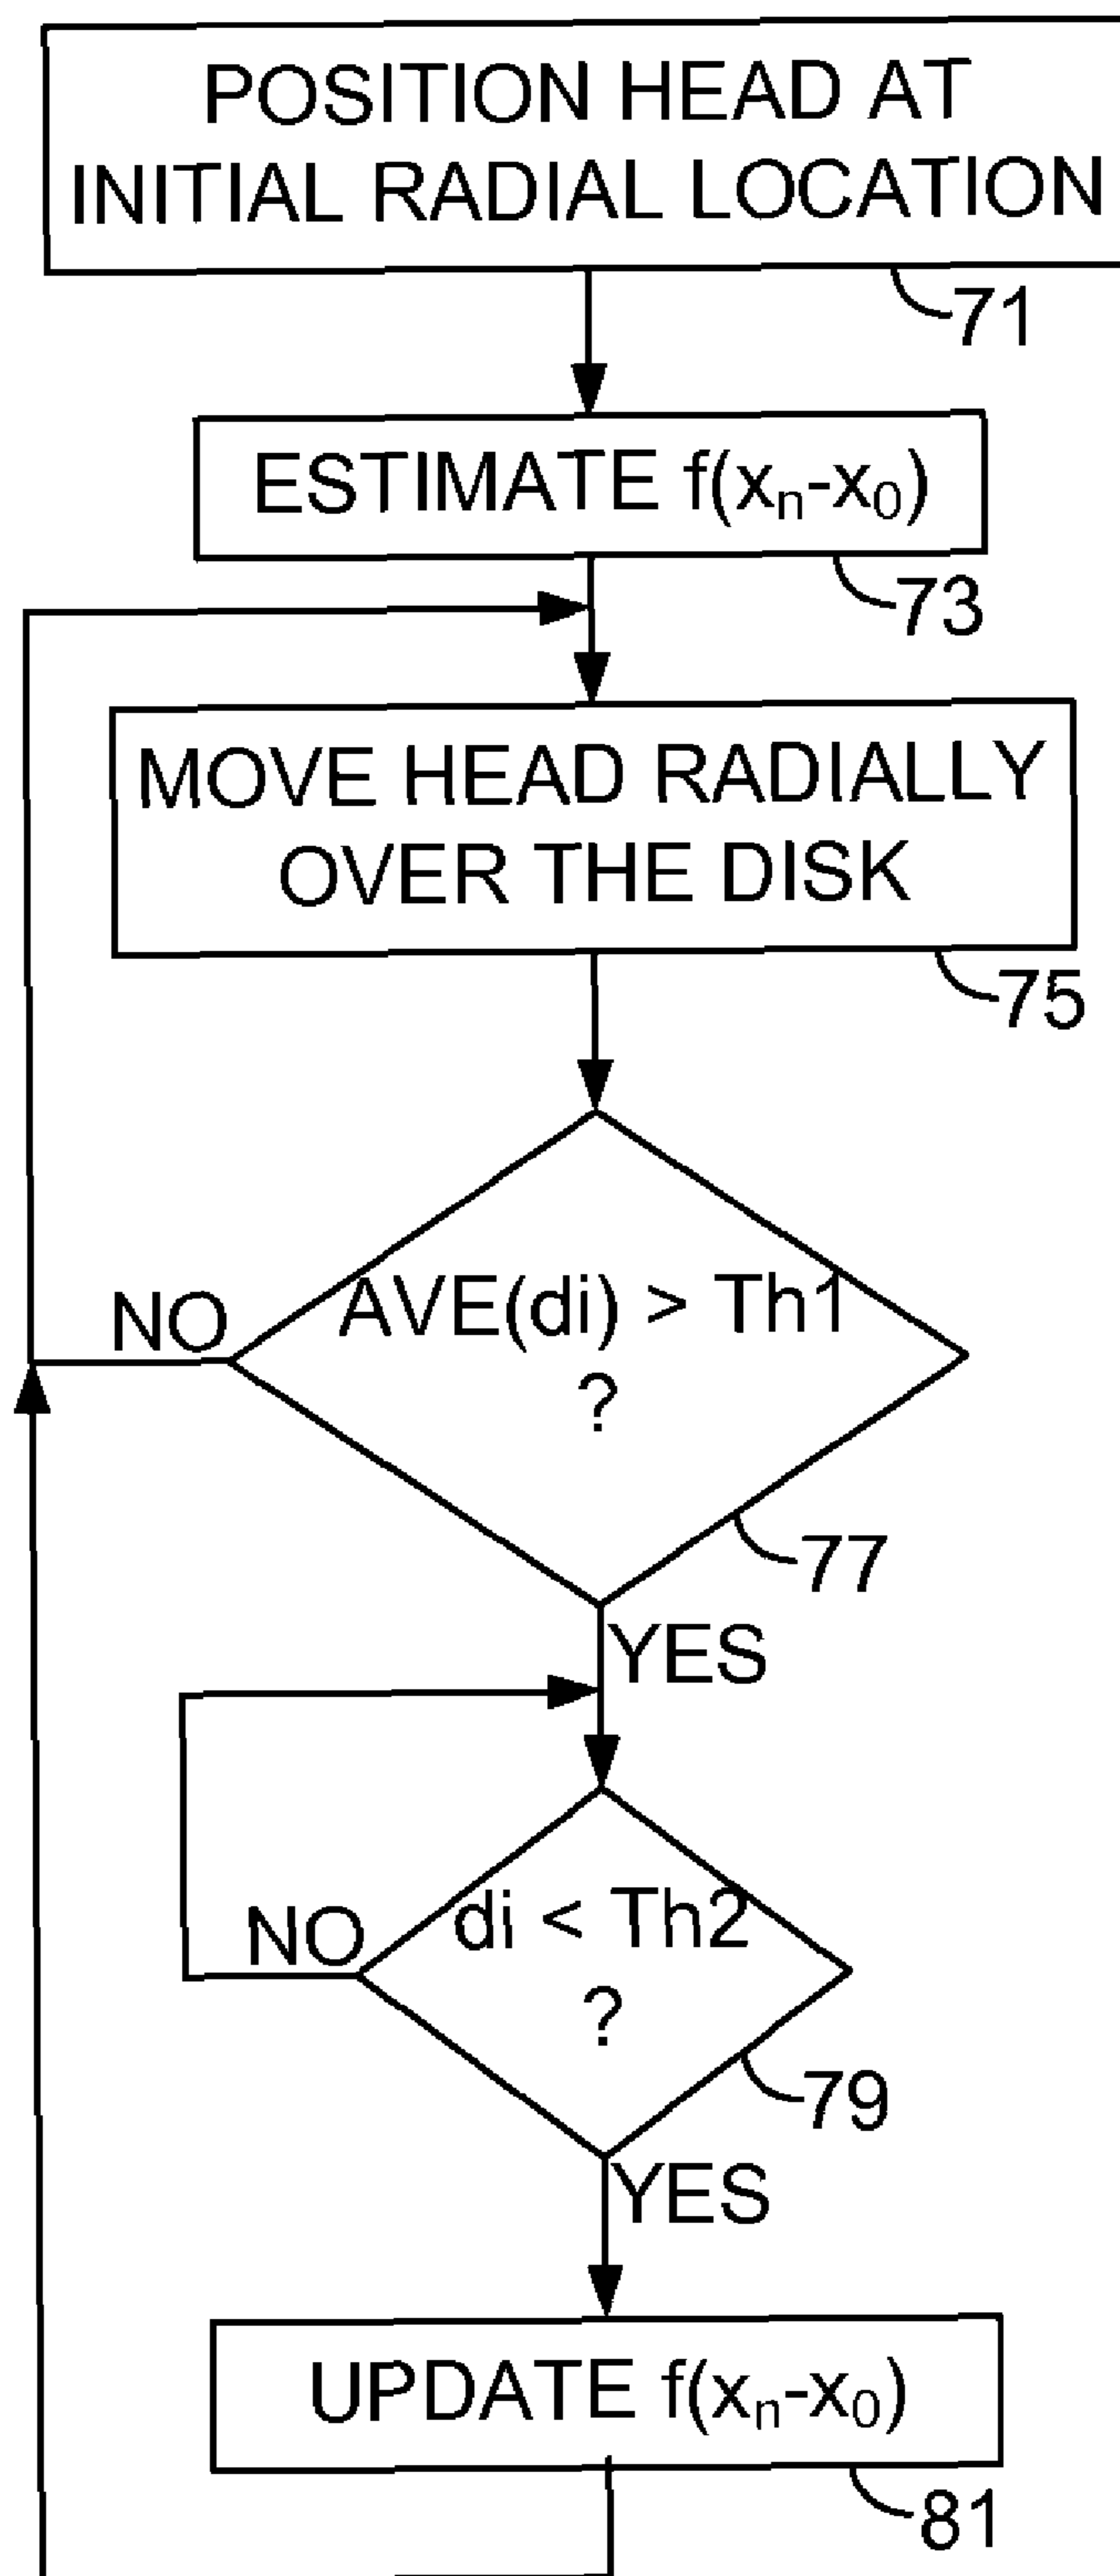 POSITION HEAD AT
INITIAL RADIAL LOCATION
71
ESTIMATE f(xₙ-x₀)
73
MOVE HEAD RADIALLY
OVER THE DISK
75
AVE(di) > Th1
?
NO
77
YES
di < Th2
?
NO
79
YES
UPDATE f(xₙ-x₀)
81